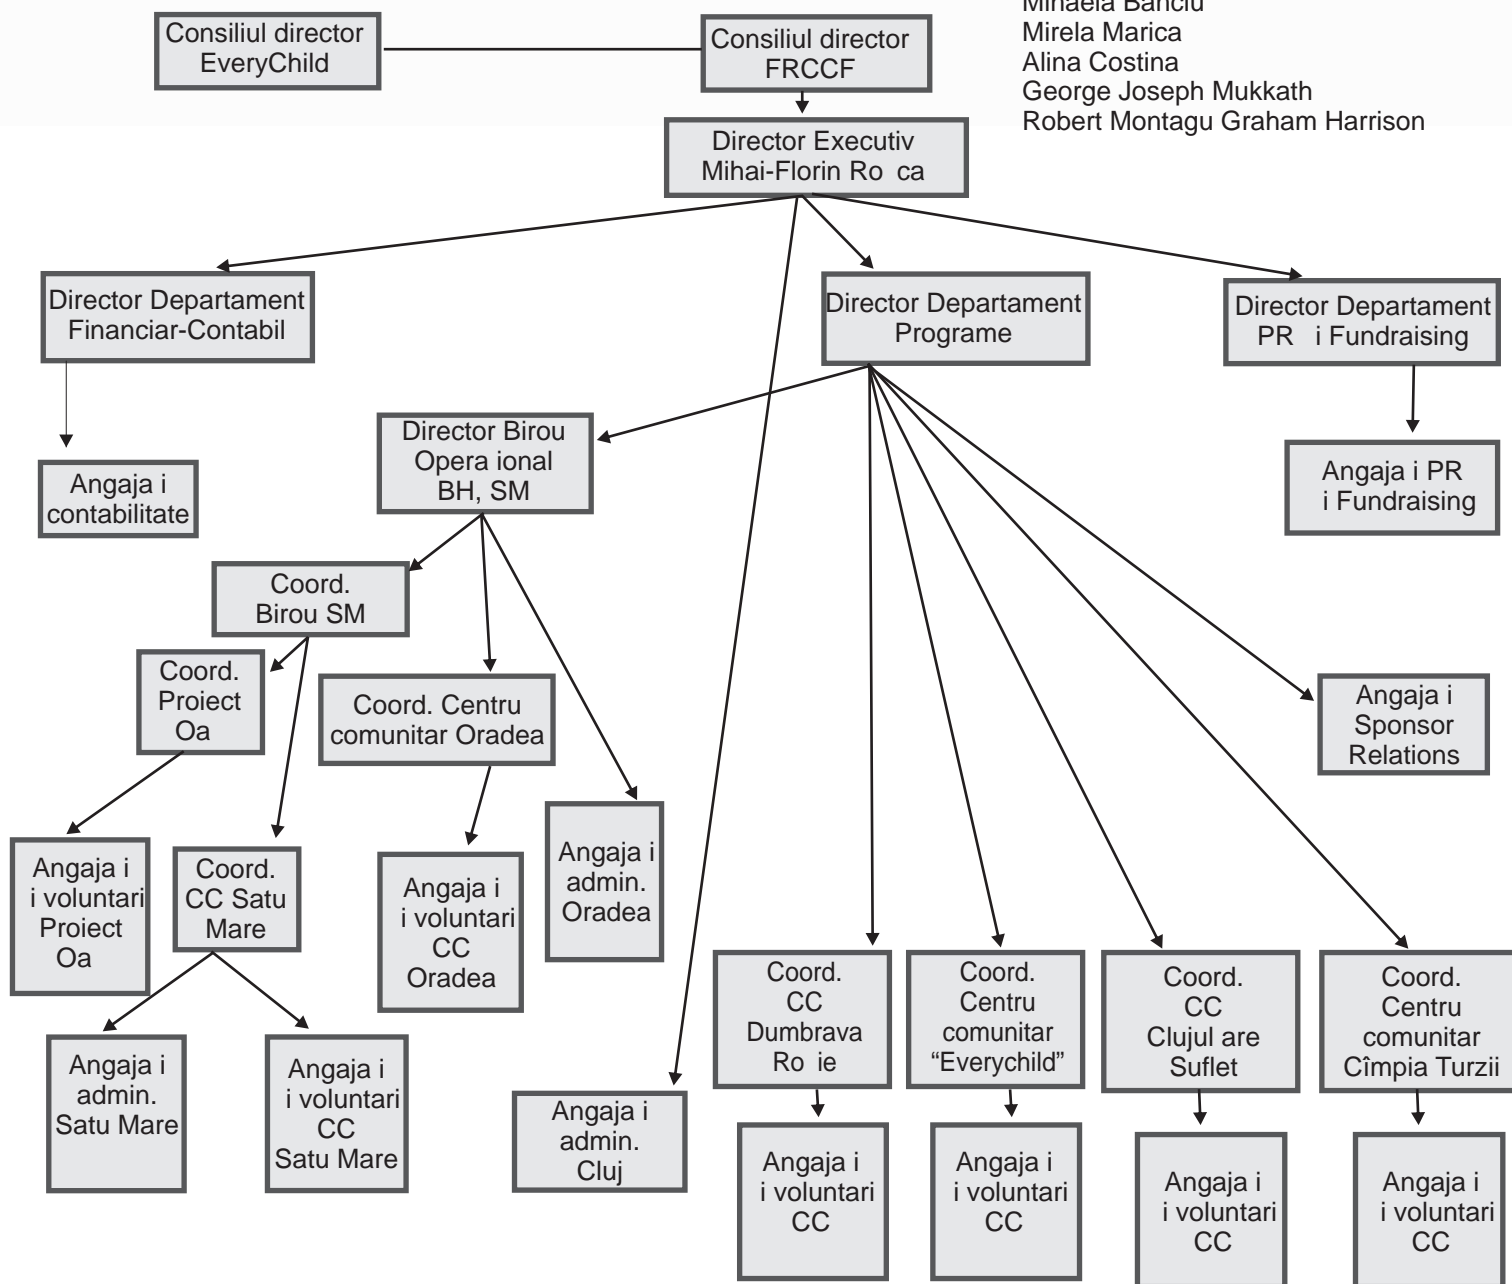 Consiliul director
EveryChild
Consiliul director
FRCCF
Mihaela Banciu
Mirela Marica
Alina Costina
George Joseph Mukkath
Robert Montagu Graham Harrison
Director Executiv
Mihai-Florin Ro ca
Director Departament
Financiar-Contabil
Director Departament
Programe
Director Departament
PR i Fundraising
Angaja i
contabilitate
Director Birou
Opera ional
BH, SM
Angaja i PR
i Fundraising
Coord.
Birou SM
Coord.
Proiect
Oa
Coord. Centru
comunitar Oradea
Angaja i
Sponsor
Relations
Angaja i
i voluntari
Proiect
Oa
Coord.
CC Satu
Mare
Angaja i
i voluntari
CC
Oradea
Angaja i
admin.
Oradea
Coord.
CC
Dumbrava
Ro ie
Coord.
Centru
comunitar
“Everychild”
Coord.
CC
Clujul are
Suflet
Coord.
Centru
comunitar
Cîmpia Turzii
Angaja i
admin.
Satu Mare
Angaja i
i voluntari
CC
Satu Mare
Angaja i
admin.
Cluj
Angaja i
i voluntari
CC
Angaja i
i voluntari
CC
Angaja i
i voluntari
CC
Angaja i
i voluntari
CC